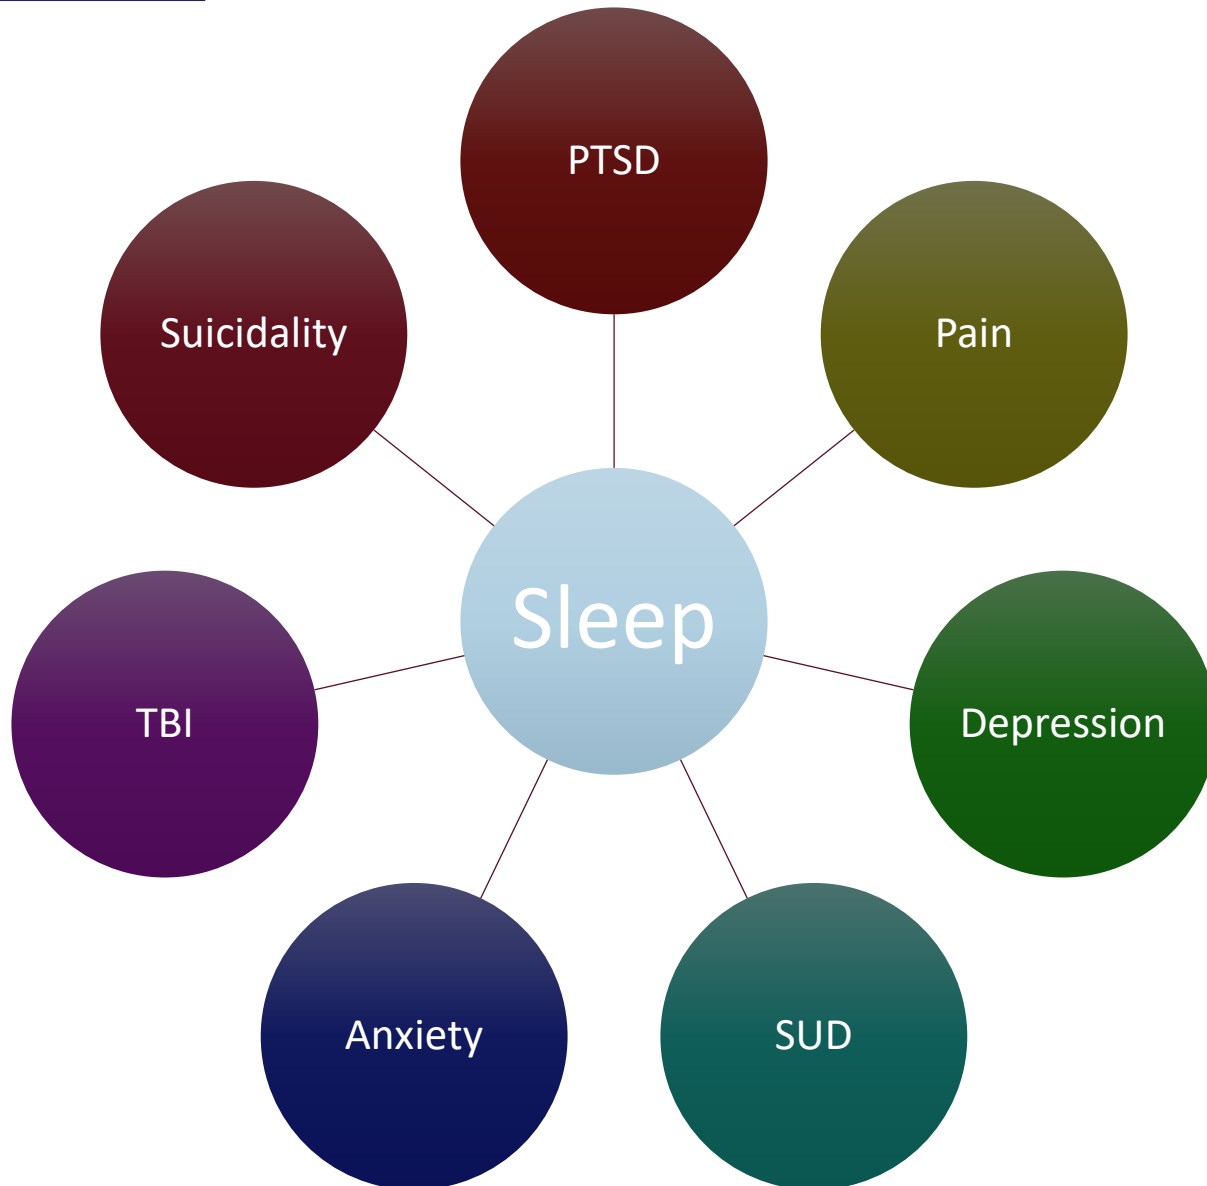 PTSD
Suicidality
Pain
Sleep
TBI
Depression
Anxiety
SUD